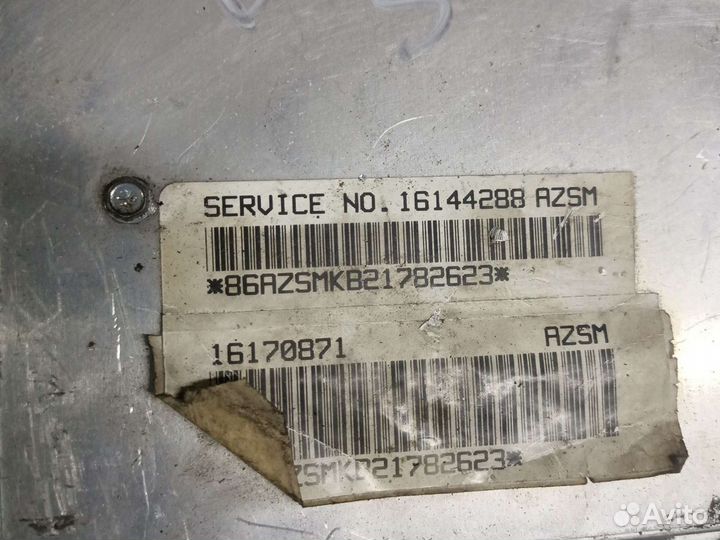 SERVICE NO. 16144288 AZSM
*86AZSMKB21782623*
16170871 AZSM
ZSMKB21782623*
Avito